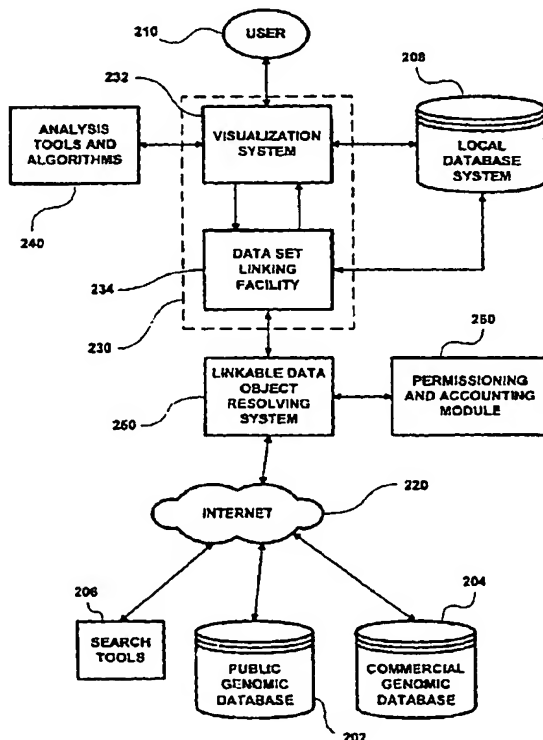 210
USER
232
208
ANALYSIS
TOOLS AND
ALGORITHMS
VISUALIZATION
SYSTEM
LOCAL
DATABASE
SYSTEM
240
234
DATA SET
LINKING
FACILITY
230
260
LINKABLE DATA
OBJECT
RESOLVING
SYSTEM
PERMISSIONING
AND ACCOUNTING
MODULE
250
INTERNET
220
206
204
SEARCH
TOOLS
PUBLIC
GENOMIC
DATABASE
COMMERCIAL
GENOMIC
DATABASE
202